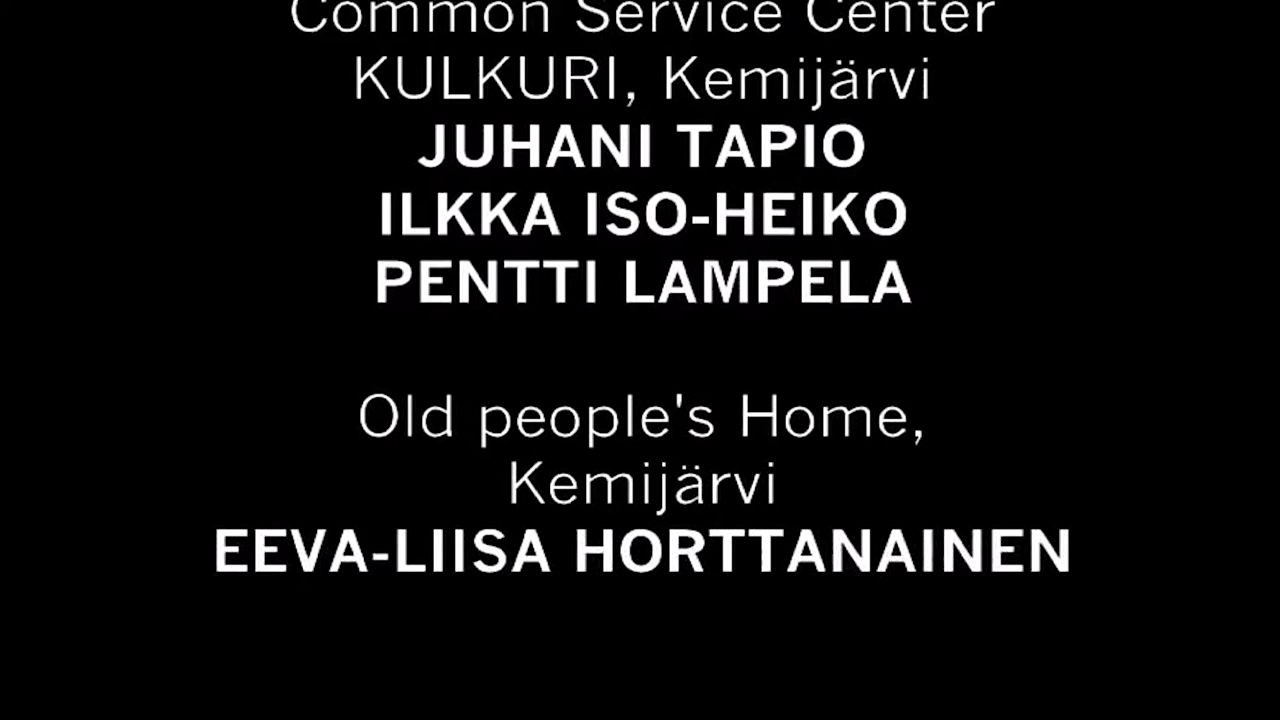 Common Service Center
KULKURI, Kemijärvi
JUHANI TAPIO
ILKKA ISO-HEIKO
PENTTI LAMPELA
Old people's Home,
Kemijärvi
EEVA-LIISA HORTTANAINEN